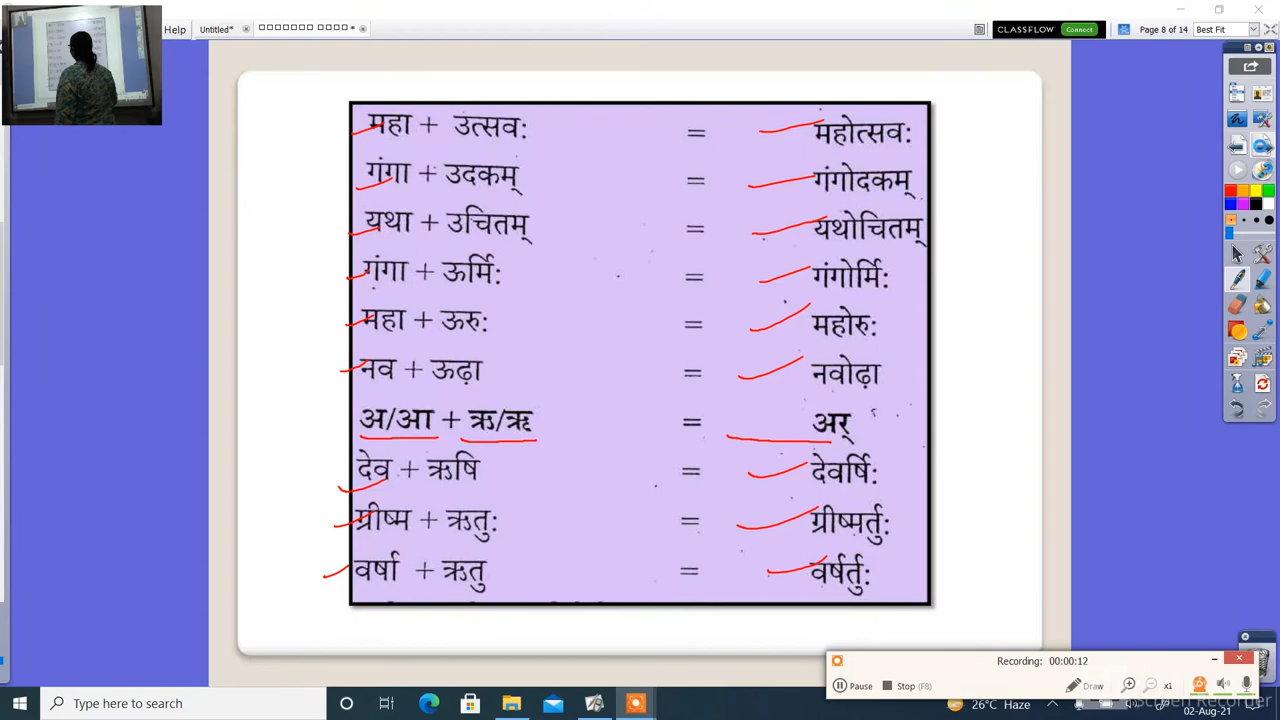 Help
Untitled*
CLASSFLOW Connect
Page 8 of 14
Best Fit
महा + उत्सव: = महोत्सव:
गंगा + उदकम् = गंगोदकम्
यथा + उचितम् = यथोचितम्
गंगा + ऊर्मि: = गंगोर्मि:
महा + ऊरु: = महोरु:
नव + ऊढ़ा = नवोढ़ा
अ/आ + ऋ/ॠ = अर्
देव + ऋषि = देवर्षि:
ग्रीष्म + ऋतु: = ग्रीष्मर्तु:
वर्षा + ऋतु = वर्षर्तु:
Recording: 00:00:12
Pause Stop (F8) Draw x1
Type here to search
26°C Haze
02-Aug-21